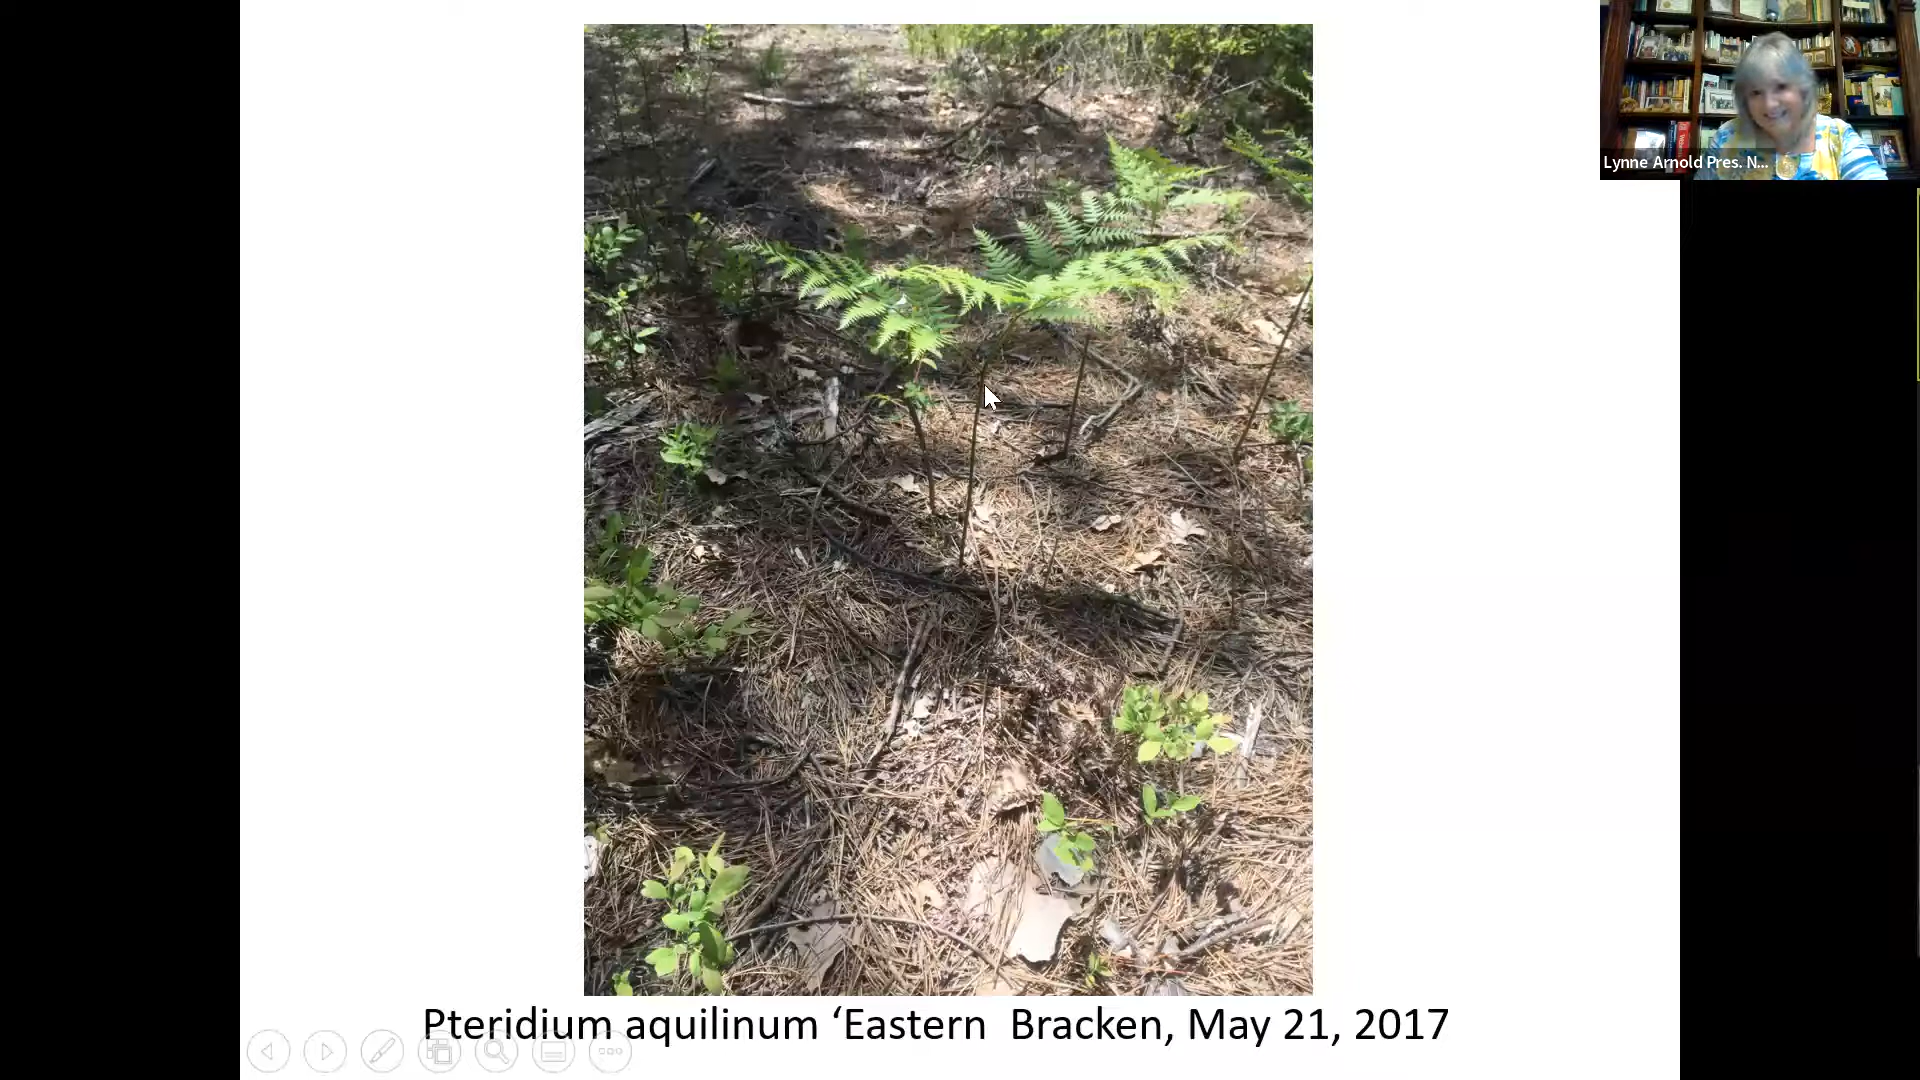 Lynne Arnold Pres. N...
Pteridium aquilinum ‘Eastern  Bracken, May 21, 2017